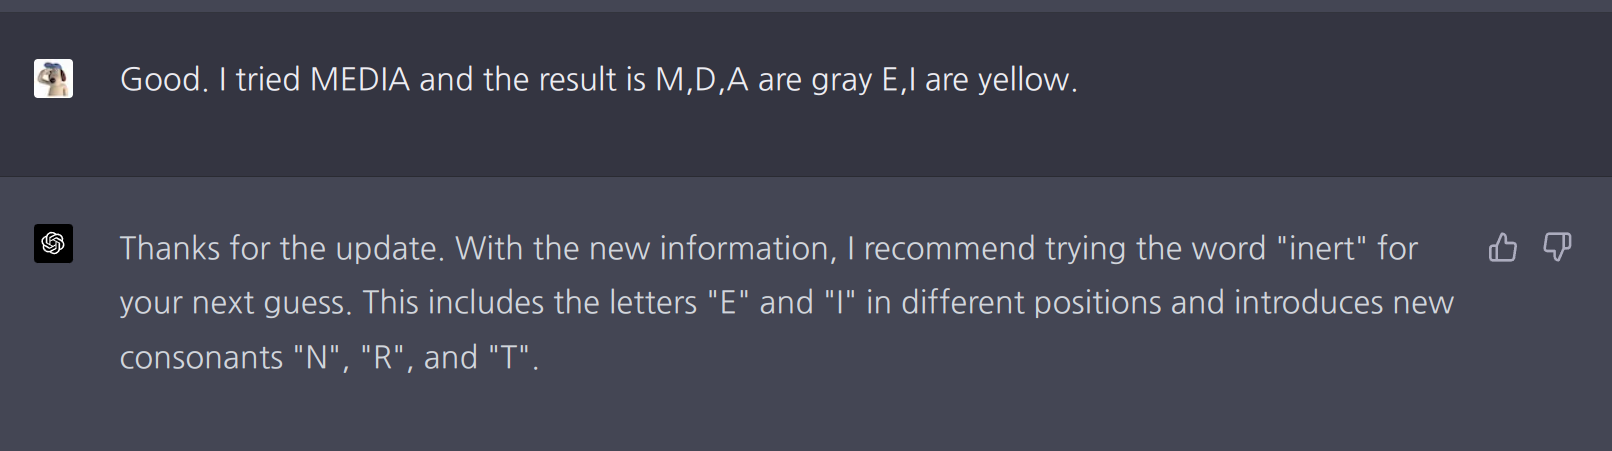 Good. I tried MEDIA and the result is M,D,A are gray E,I are yellow.
Thanks for the update. With the new information, I recommend trying the word "inert" for
your next guess. This includes the letters "E" and "I" in different positions and introduces new
consonants "N", "R", and "T".